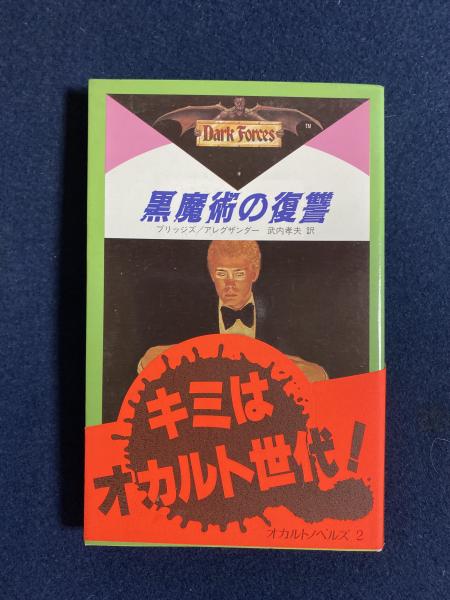 Dark Forces
TM
黒魔術の復讐
ブリッジズ／アレグザンダー 武内孝夫 訳
キミは
オカルト世代!
オカルトノベルズ 2